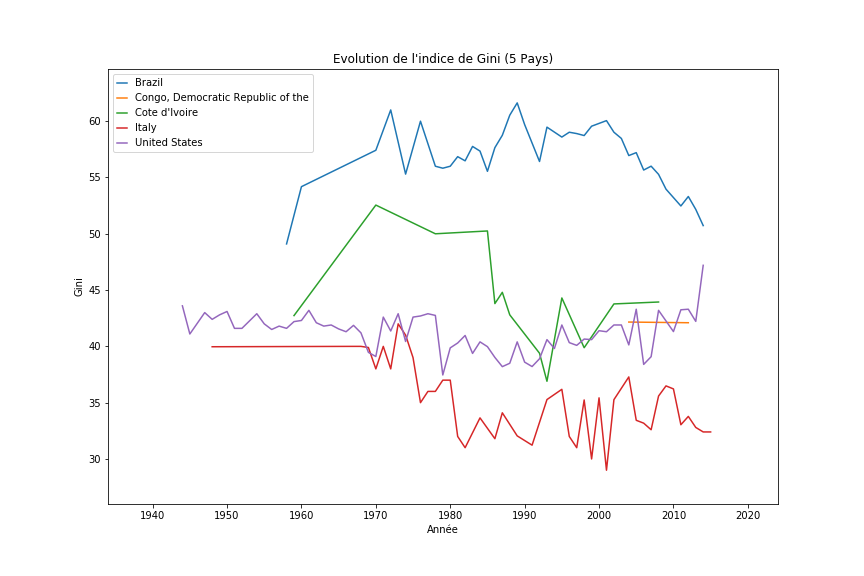 Evolution de l'indice de Gini (5 Pays)
Brazil
Congo, Democratic Republic of the
Cote d'Ivoire
Italy
United States
60
55
50
45
40
35
30
Gini
1940 1950 1960 1970 1980 1990 2000 2010 2020
Année